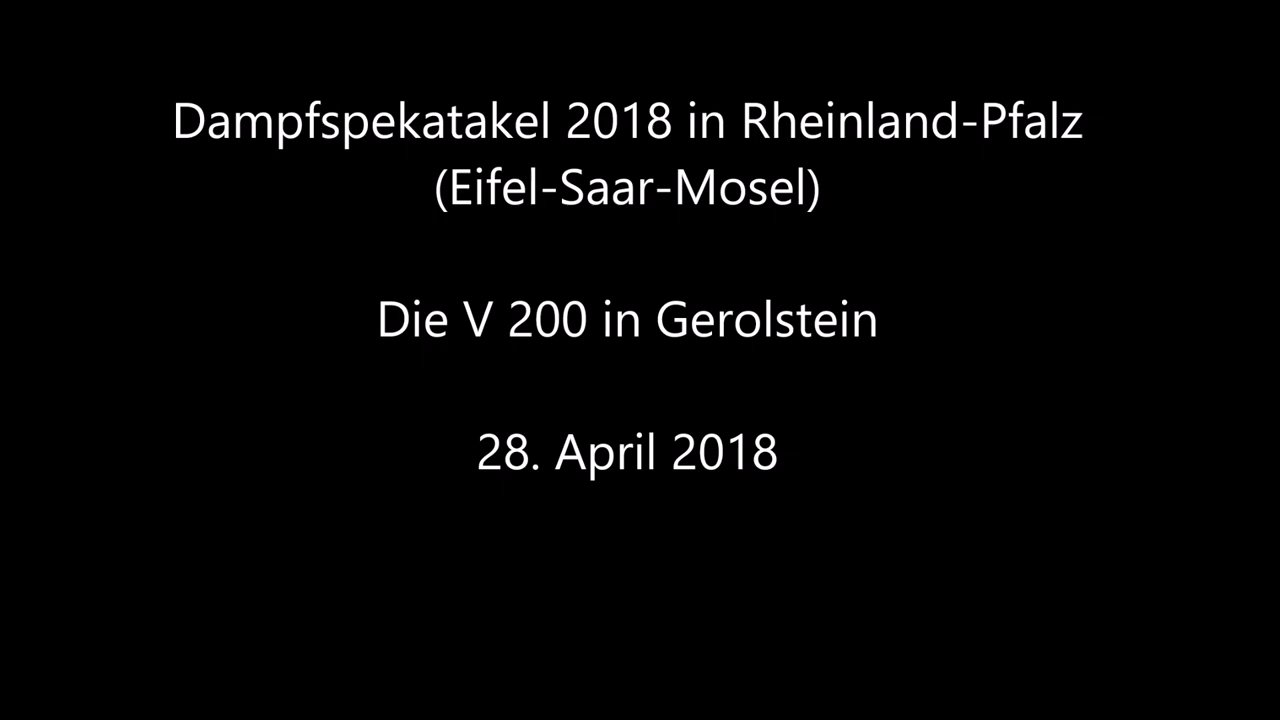 Dampfspekatakel 2018 in Rheinland-Pfalz
(Eifel-Saar-Mosel)
Die V 200 in Gerolstein
28. April 2018